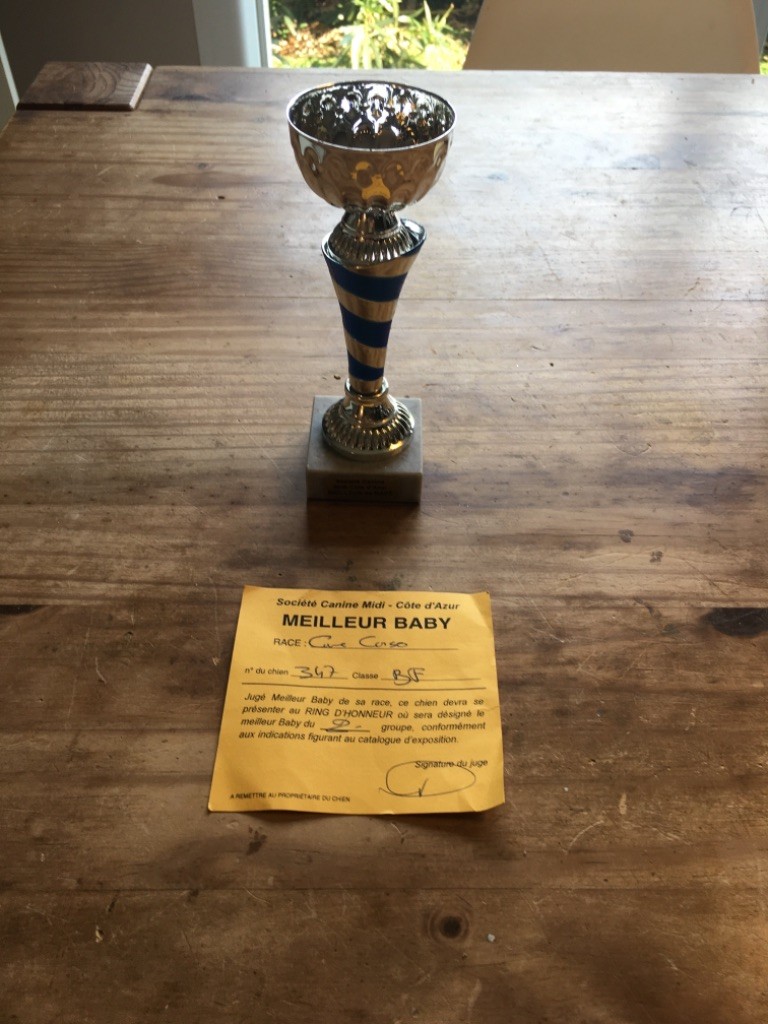 Société Canine Midi - Côte d'Azur
MEILLEUR BABY
RACE : Cane Corso
n° du chien 347 Classe BF
Jugé Meilleur Baby de sa race, ce chien devra se
présenter au RING D'HONNEUR où sera désigné le
meilleur Baby du 2 groupe, conformément
aux indications figurant au catalogue d'exposition.
Signature du juge
A REMETTRE AU PROPRIÉTAIRE DU CHIEN